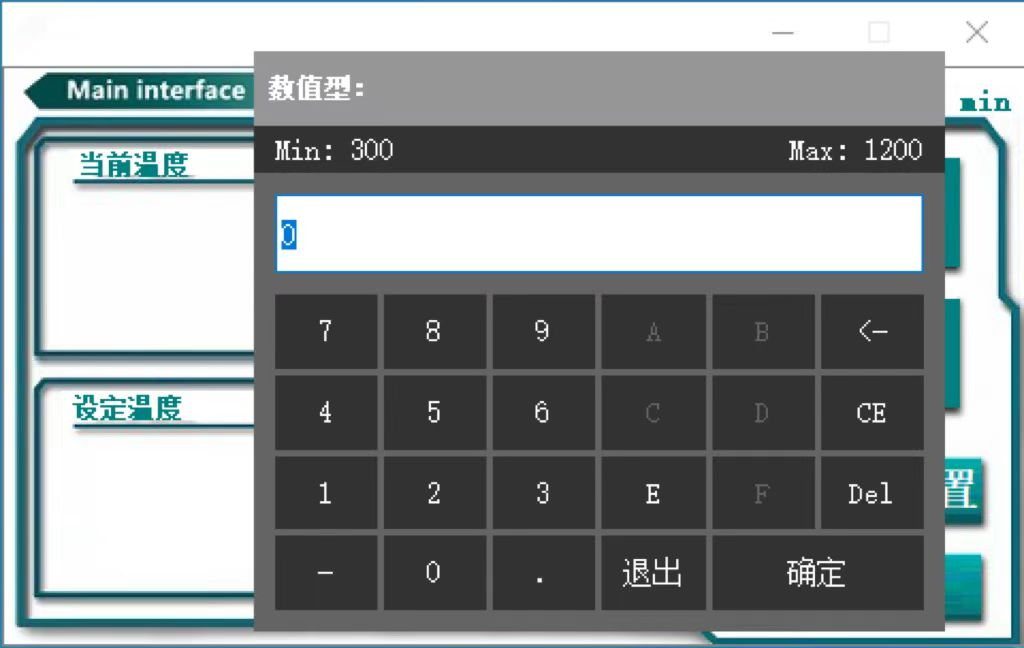 Main interface
数值型:
min
Min: 300
Max: 1200
当前温度
0
7 8 9 A B <-
4 5 6 C D CE
设定温度
1 2 3 E F Del
置
- 0 . 退出 确定